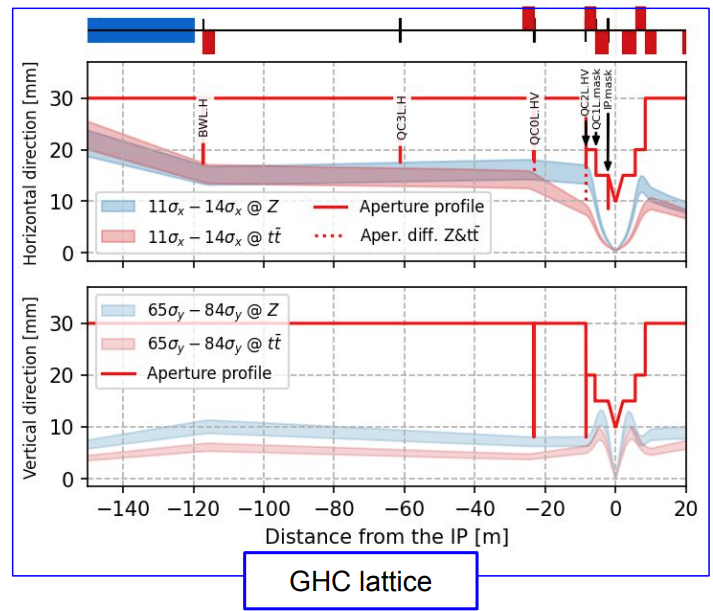 Horizontal direction [mm]
30
20
10
0
BWL.H
QC3L.H
QC0L.HV
QC2L.HV
QC1L.mask
IP.mask
11σx − 14σx @ Z
11σx − 14σx @ tt̄
Aperture profile
Aper. diff. Z&tt̄
Vertical direction [mm]
30
20
10
0
65σy − 84σy @ Z
65σy − 84σy @ tt̄
Aperture profile
−140 −120 −100 −80 −60 −40 −20 0 20
Distance from the IP [m]
GHC lattice